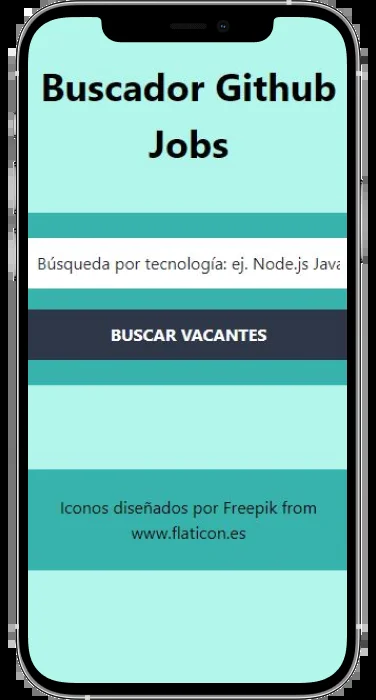 Buscador Github
Jobs
Búsqueda por tecnología: ej. Node.js Java
BUSCAR VACANTES
Iconos diseñados por Freepik from
www.flaticon.es